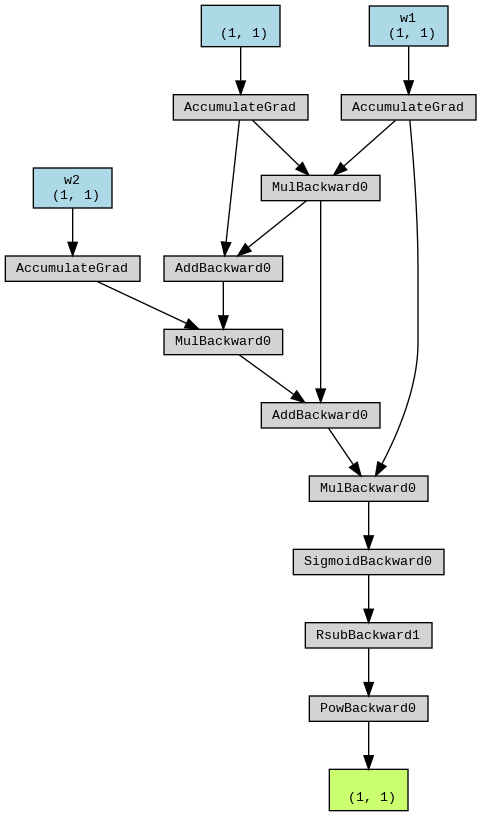 (1, 1)
w1
(1, 1)
AccumulateGrad
AccumulateGrad
w2
(1, 1)
MulBackward0
AccumulateGrad
AddBackward0
MulBackward0
AddBackward0
MulBackward0
SigmoidBackward0
RsubBackward1
PowBackward0
(1, 1)